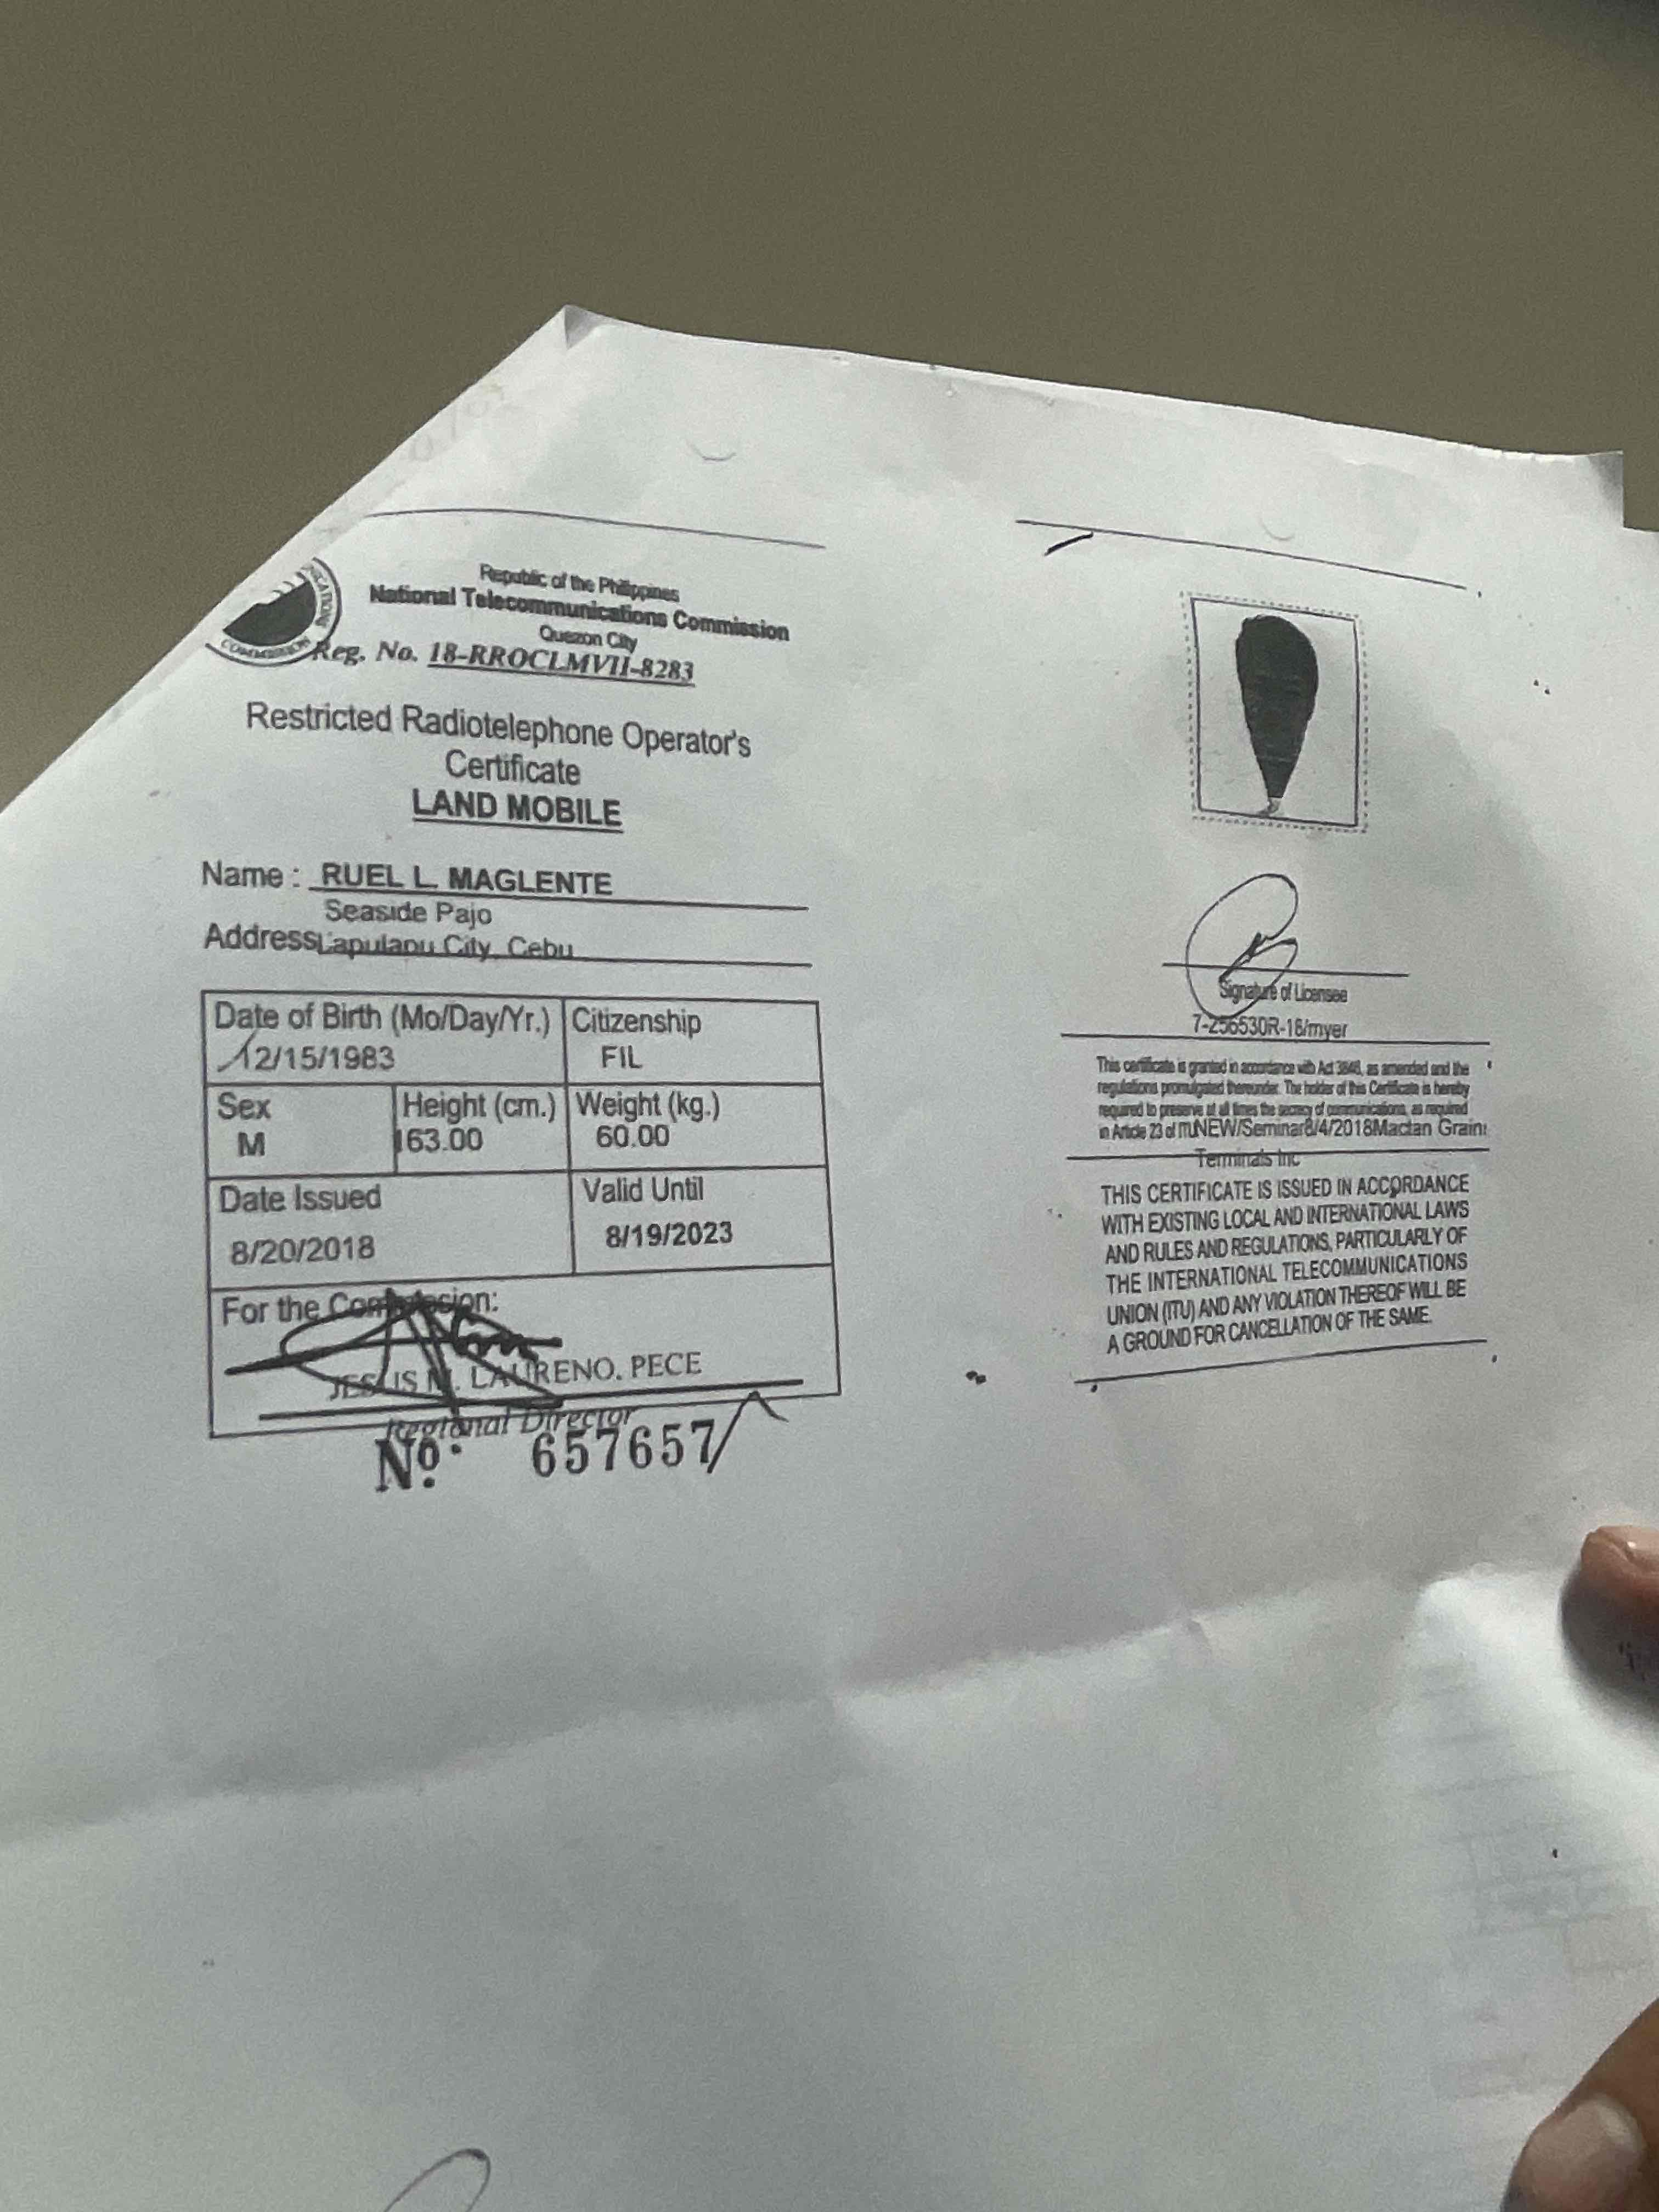 Republic of the Philippines
National Telecommunications Commission
Quezon City
COMMISSION
Reg. No. 18-RROCLMVII-8283
Restricted Radiotelephone Operator's
Certificate
LAND MOBILE
Name : RUEL L. MAGLENTE
Seaside Pajo
Address Lapulapu City, Cebu
Date of Birth (Mo/Day/Yr.) Citizenship
12/15/1983 FIL
Sex Height (cm.) Weight (kg.)
M 163.00 60.00
Date Issued Valid Until
8/20/2018 8/19/2023
For the Commission:
JESUS M. LAURENO, PECE
Regional Director
Nº. 657657
Signature of Licensee
7-256530R-18/myer
This certificate is granted in accordance with Act 3846, as amended and the
regulations promulgated thereunder. The holder of this Certificate is hereby
required to preserve at all times the secrecy of communications, as required
in Article 23 of ITU NEW/Seminar8/4/2018Mactan Grain
Terminals Inc
THIS CERTIFICATE IS ISSUED IN ACCORDANCE
WITH EXISTING LOCAL AND INTERNATIONAL LAWS
AND RULES AND REGULATIONS, PARTICULARLY OF
THE INTERNATIONAL TELECOMMUNICATIONS
UNION (ITU) AND ANY VIOLATION THEREOF WILL BE
A GROUND FOR CANCELLATION OF THE SAME.